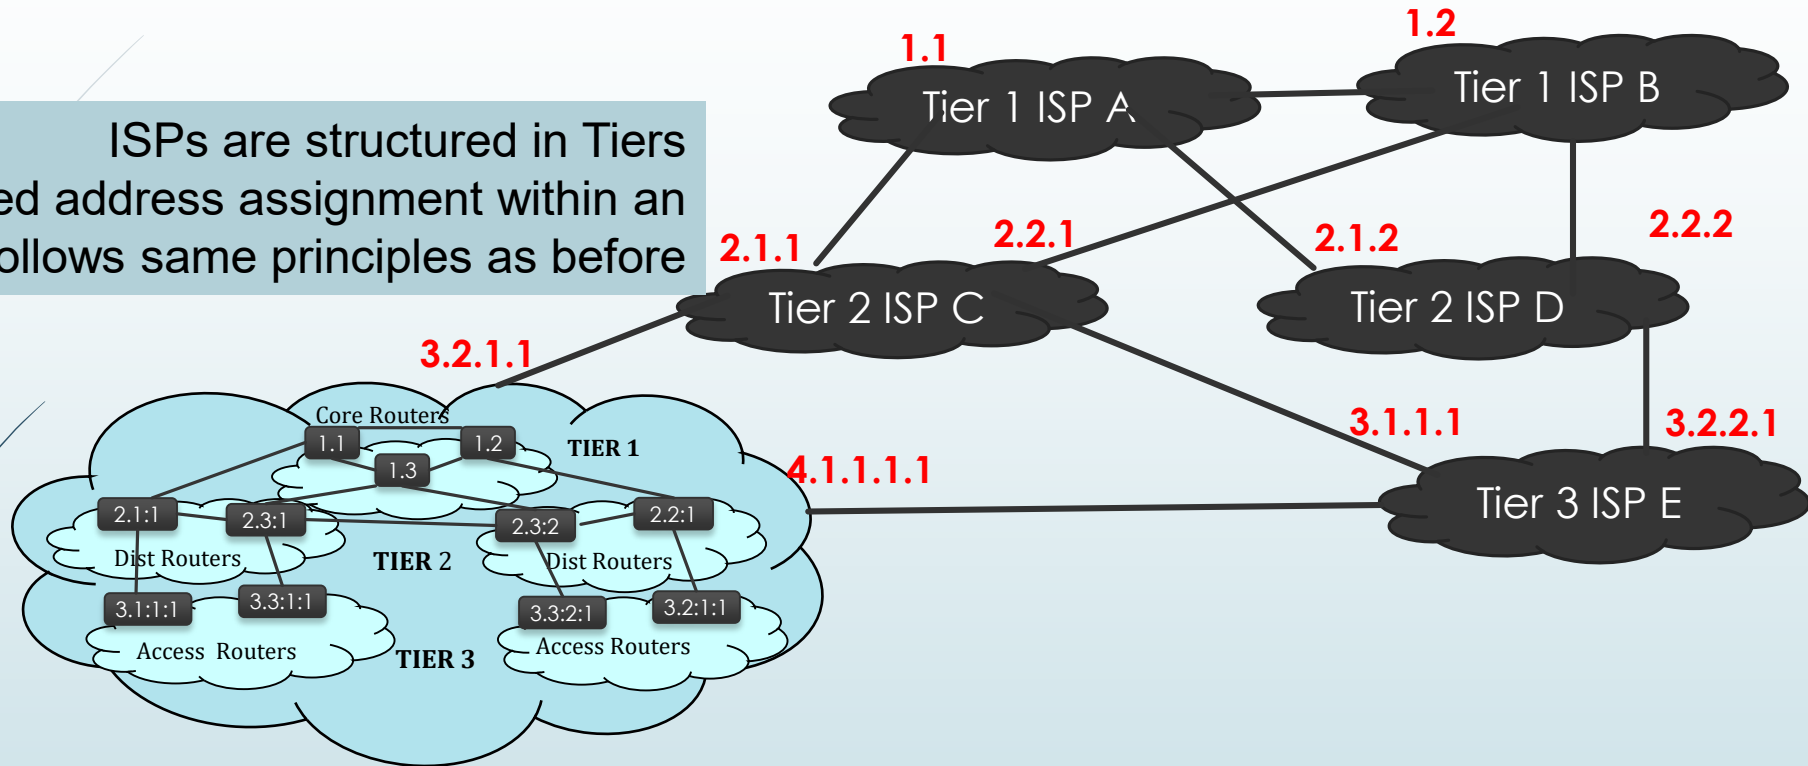 1.1
1.2
Tier 1 ISP A
Tier 1 ISP B
ISPs are structured in Tiers
ed address assignment within an
ollows same principles as before
2.1.1
2.2.1
2.1.2
2.2.2
Tier 2 ISP C
Tier 2 ISP D
3.2.1.1
3.1.1.1
3.2.2.1
4.1.1.1.1
Tier 3 ISP E
Core Routers
1.1
1.2
1.3
TIER 1
2.1:1
2.3:1
2.3:2
2.2:1
Dist Routers
TIER 2
Dist Routers
3.1:1:1
3.3:1:1
3.3:2:1
3.2:1:1
Access Routers
TIER 3
Access Routers